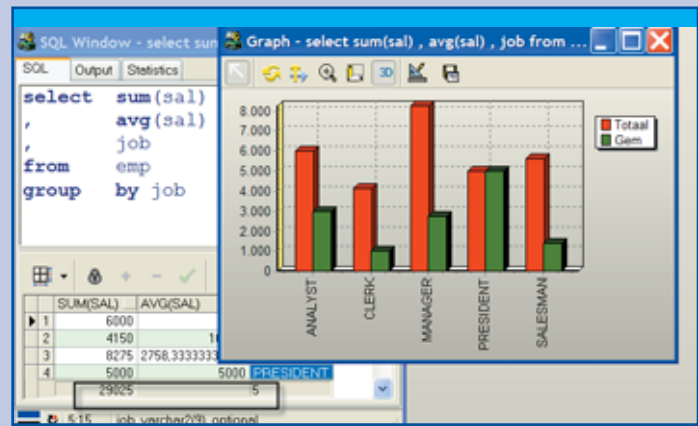 SQL Window - select sum
SQL Output Statistics
select sum(sal)
, avg(sal)
, job
from emp
group by job
SUM(SAL) AVG(SAL)
1 6000
2 4150
3 8275 2758,3333333
4 5000 5000 PRESIDENT
29025 5
5:15 job, varchar2(9), optional
Graph - select sum(sal) , avg(sal) , job from ...
3D
8.000
7.000
6.000
5.000
4.000
3.000
2.000
1.000
0
ANALYST
CLERK
MANAGER
PRESIDENT
SALESMAN
Totaal
Gem